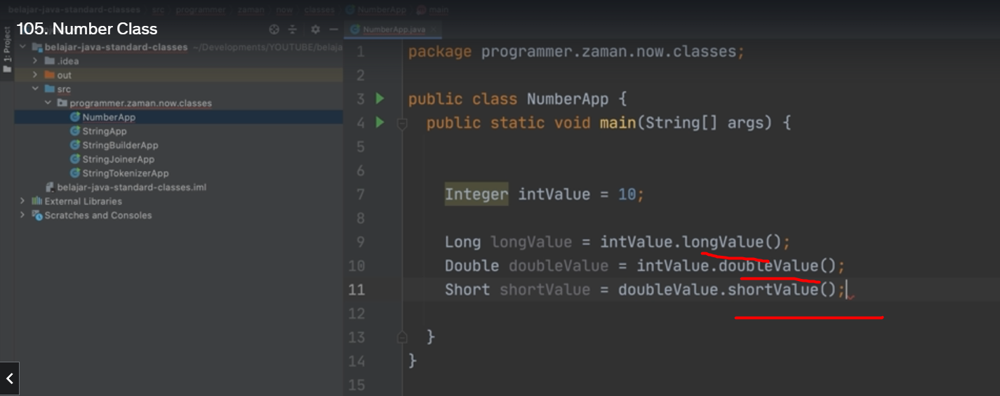 belajar-java-standard-classes src programmer zaman now classes NumberApp main
105. Number Class
1: Project
NumberApp.java
belajar-java-standard-classes ~/Developments/YOUTUBE/belaja
.idea
out
src
programmer.zaman.now.classes
NumberApp
StringApp
StringBuilderApp
StringJoinerApp
StringTokenizerApp
belajar-java-standard-classes.iml
External Libraries
Scratches and Consoles
1 package programmer.zaman.now.classes;
2
3 public class NumberApp {
4 public static void main(String[] args) {
5
6
7 Integer intValue = 10;
8
9 Long longValue = intValue.longValue();
10 Double doubleValue = intValue.doubleValue();
11 Short shortValue = doubleValue.shortValue();
12
13 }
14 }
15